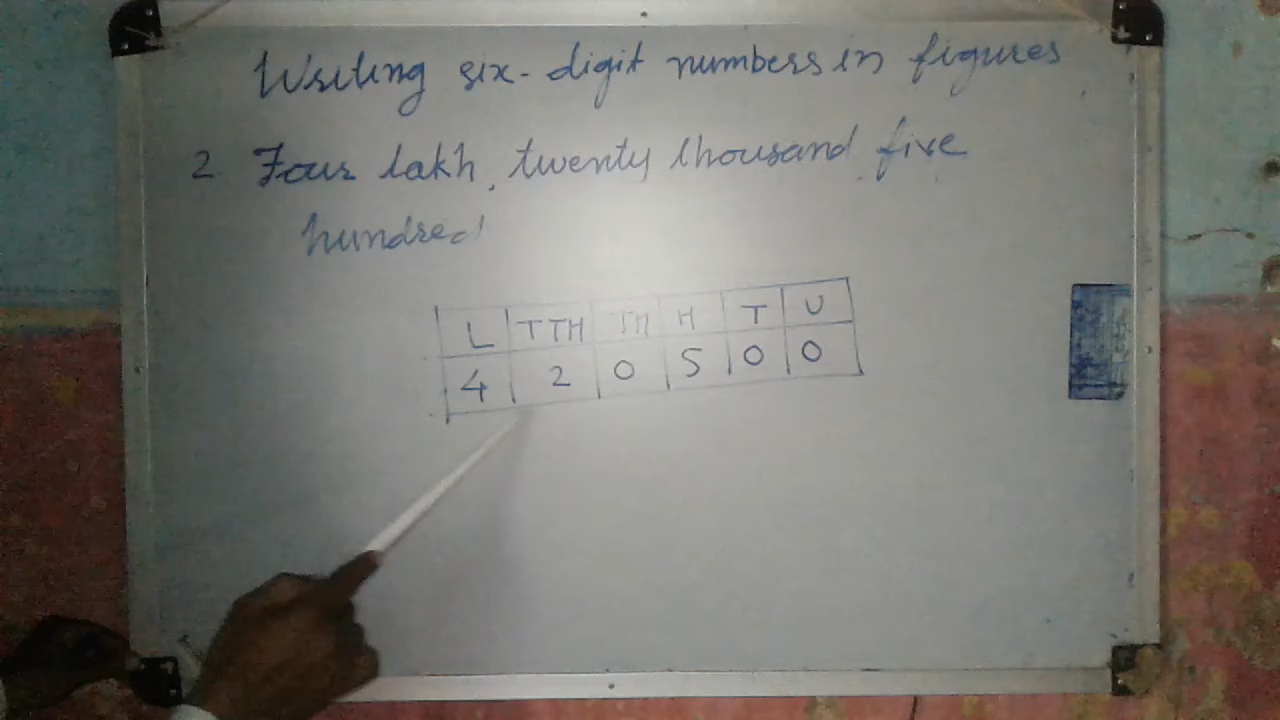 Writing six-digit numbers in figures
2 Four lakh, twenty thousand five
hundred
L TTH TH H T U
4 2 0 5 0 0